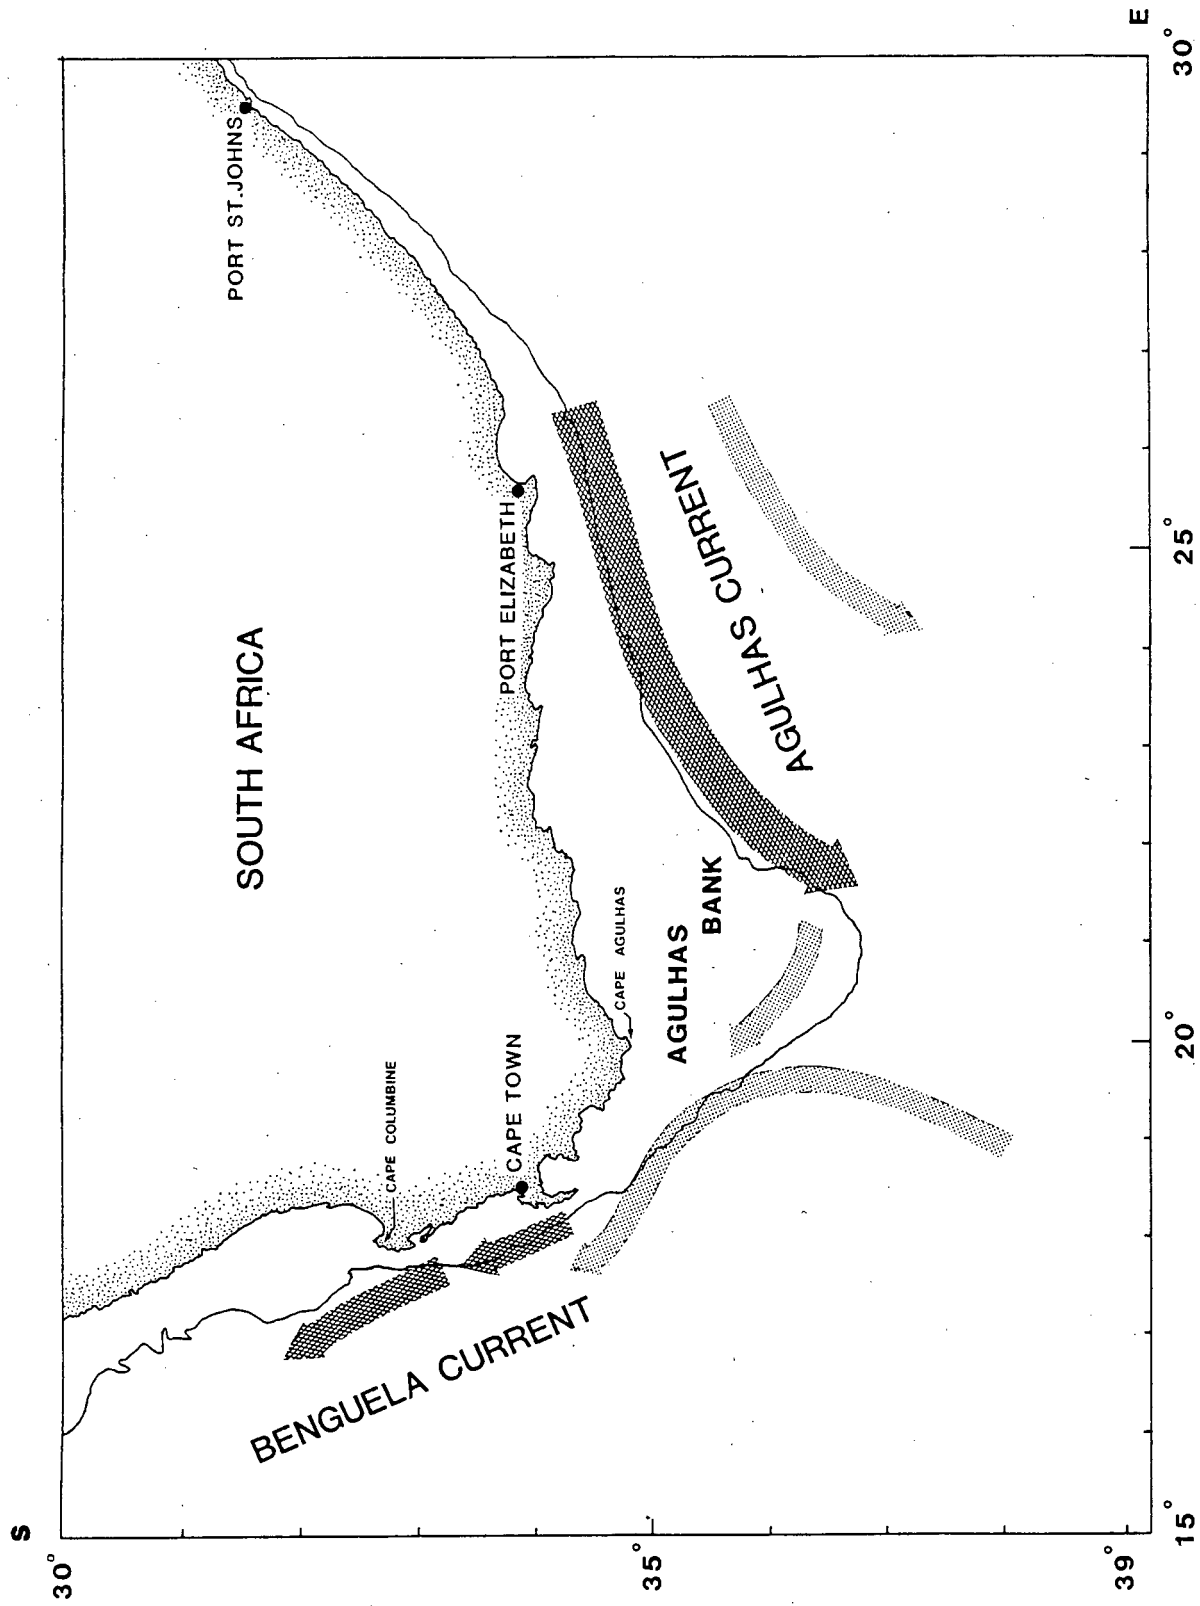 S
30°
35°
39°
15°
20°
25°
30°
E
SOUTH AFRICA
PORT ST.JOHNS
PORT ELIZABETH
CAPE COLUMBINE
CAPE TOWN
CAPE AGULHAS
AGULHAS
BANK
AGULHAS CURRENT
BENGUELA CURRENT